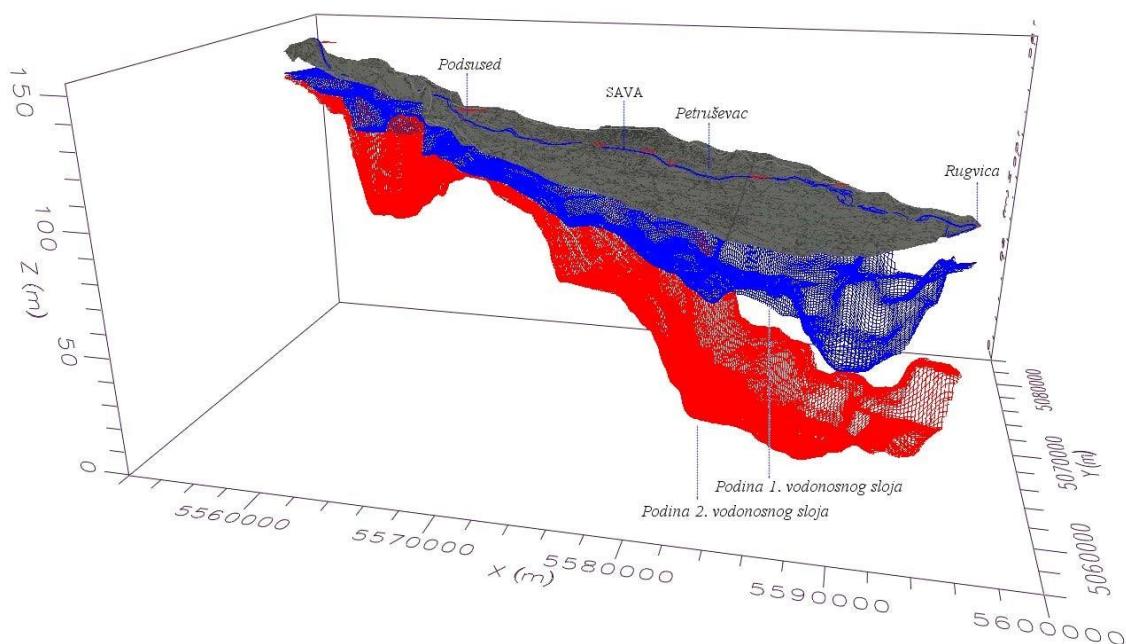 Podsused
SAVA
Petruševac
Rugvica
150
100
50
0
Z (m)
Podina 1. vodonosnog sloja
Podina 2. vodonosnog sloja
5560000
5570000
5580000
5590000
5600000
X (m)
5080000
5070000
5060000
Y (m)